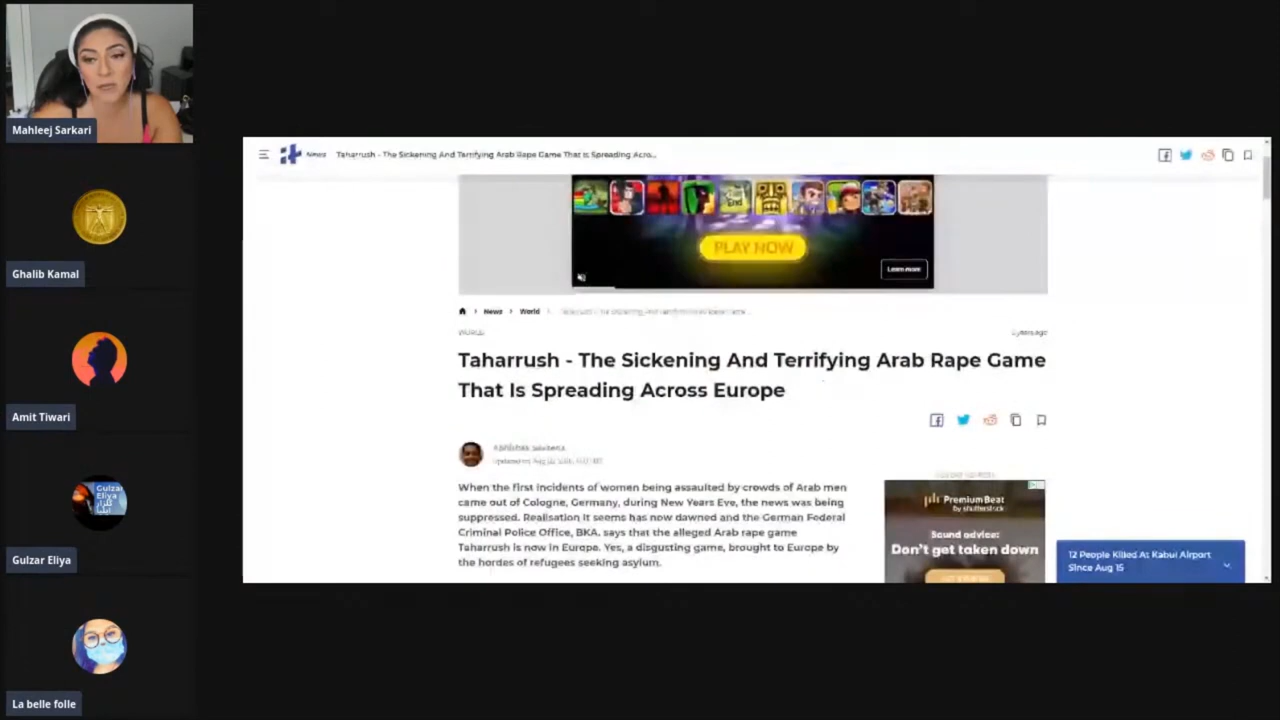 Mahleej Sarkari
Ghalib Kamal
Amit Tiwari
Gulzar
Eliya
Gulzar Eliya
La belle folle
News Taharrush - The Sickening And Terrifying Arab Rape Game That Is Spreading Acro...
PLAY NOW
Learn more
News > World >
WORLD
Taharrush - The Sickening And Terrifying Arab Rape Game
That Is Spreading Across Europe
When the first incidents of women being assaulted by crowds of Arab men
came out of Cologne, Germany, during New Years Eve, the news was being
suppressed. Realisation it seems has now dawned and the German Federal
Criminal Police Office, BKA, says that the alleged Arab rape game
Taharrush is now in Europe. Yes, a disgusting game, brought to Europe by
the hordes of refugees seeking asylum.
PremiumBeat
by shutterstock
Sound advice:
Don't get taken down
12 People Killed At Kabul Airport
Since Aug 15